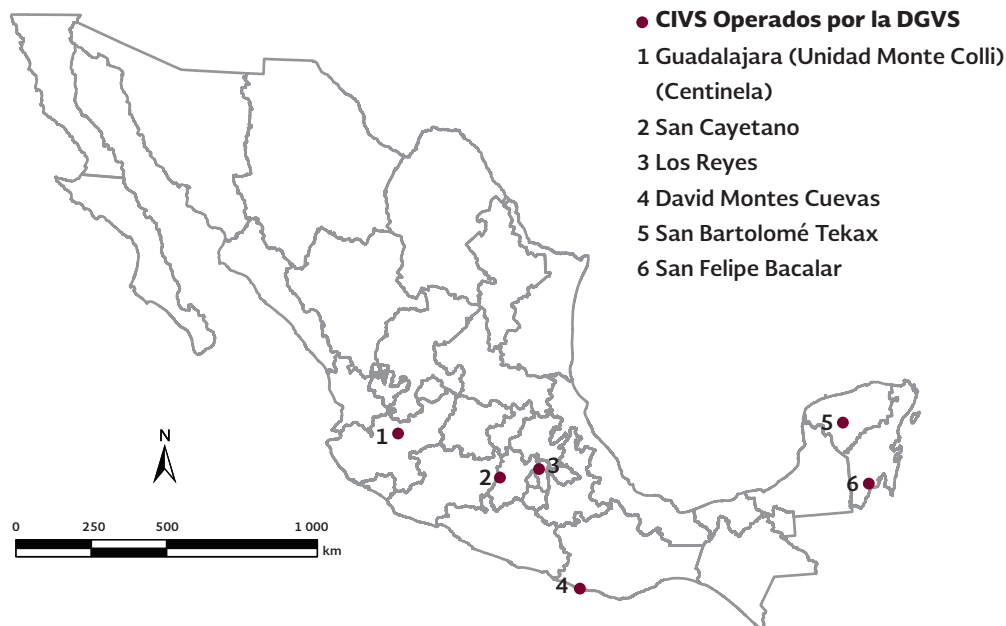 CIVS Operados por la DGVS
1 Guadalajara (Unidad Monte Colli)
(Centinela)
2 San Cayetano
3 Los Reyes
4 David Montes Cuevas
5 San Bartolomé Tekax
6 San Felipe Bacalar
1
2
3
4
5
6
N
0 250 500 1 000
km